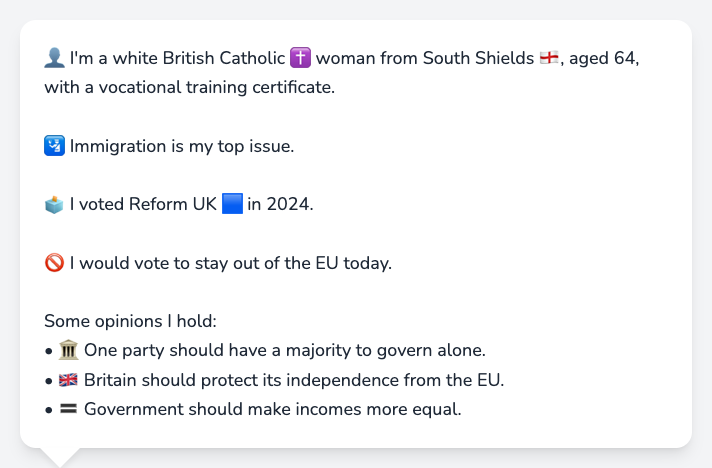 👤 I'm a white British Catholic ✝️ woman from South Shields 🏴󠁧󠁢󠁥󠁮󠁧󠁿, aged 64,
with a vocational training certificate.
🛂 Immigration is my top issue.
🗳️ I voted Reform UK 🟦 in 2024.
🚫 I would vote to stay out of the EU today.
Some opinions I hold:
• 🏛️ One party should have a majority to govern alone.
• 🇬🇧 Britain should protect its independence from the EU.
• 🟰 Government should make incomes more equal.